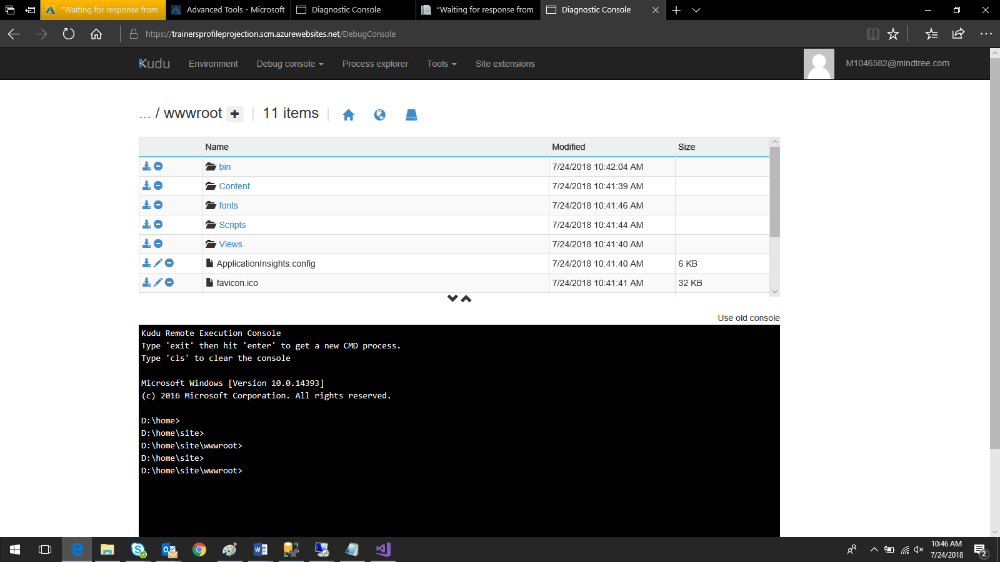 "Waiting for response from
Advanced Tools - Microsoft
Diagnostic Console
"Waiting for response from
Diagnostic Console
https://trainersprofileprojection.scm.azurewebsites.net/DebugConsole
Kudu
Environment
Debug console
Process explorer
Tools
Site extensions
M1046582@mindtree.com
... / wwwroot
11 items
Name Modified Size
bin 7/24/2018 10:42:04 AM
Content 7/24/2018 10:41:39 AM
fonts 7/24/2018 10:41:46 AM
Scripts 7/24/2018 10:41:44 AM
Views 7/24/2018 10:41:40 AM
ApplicationInsights.config 7/24/2018 10:41:40 AM 6 KB
favicon.ico 7/24/2018 10:41:41 AM 32 KB
Use old console
Kudu Remote Execution Console
Type 'exit' then hit 'enter' to get a new CMD process.
Type 'cls' to clear the console
Microsoft Windows [Version 10.0.14393]
(c) 2016 Microsoft Corporation. All rights reserved.
D:\home>
D:\home\site>
D:\home\site\wwwroot>
D:\home\site>
D:\home\site\wwwroot>
10:46 AM
7/24/2018
2